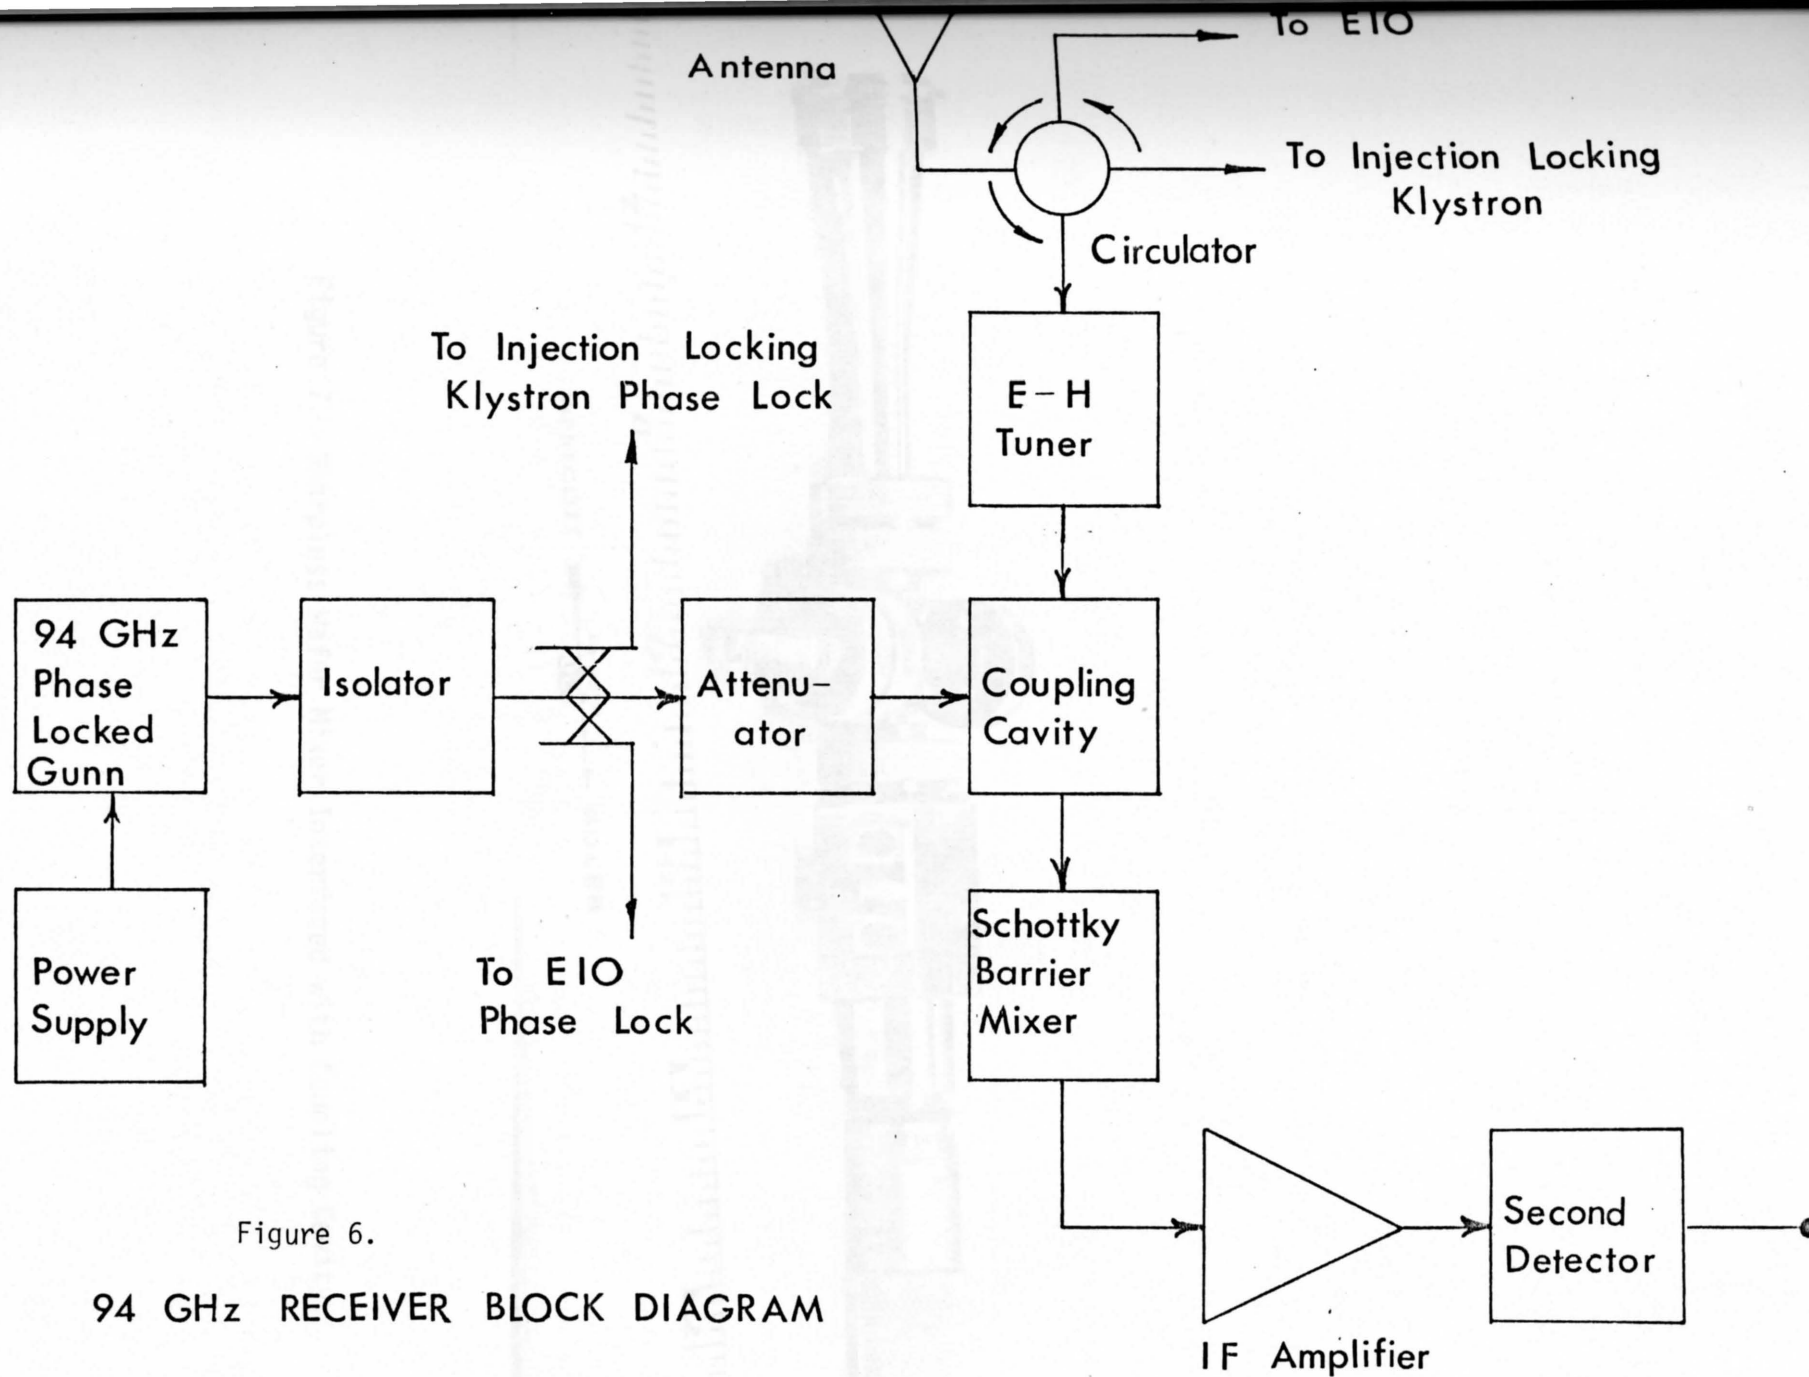 To EIO
Antenna
To Injection Locking
Klystron
Circulator
To Injection Locking
Klystron Phase Lock
E-H
Tuner
94 GHz
Phase
Locked
Gunn
Isolator
Attenu-
ator
Coupling
Cavity
Power
Supply
To EIO
Phase Lock
Schottky
Barrier
Mixer
Second
Detector
IF Amplifier
Figure 6.
94 GHz RECEIVER BLOCK DIAGRAM